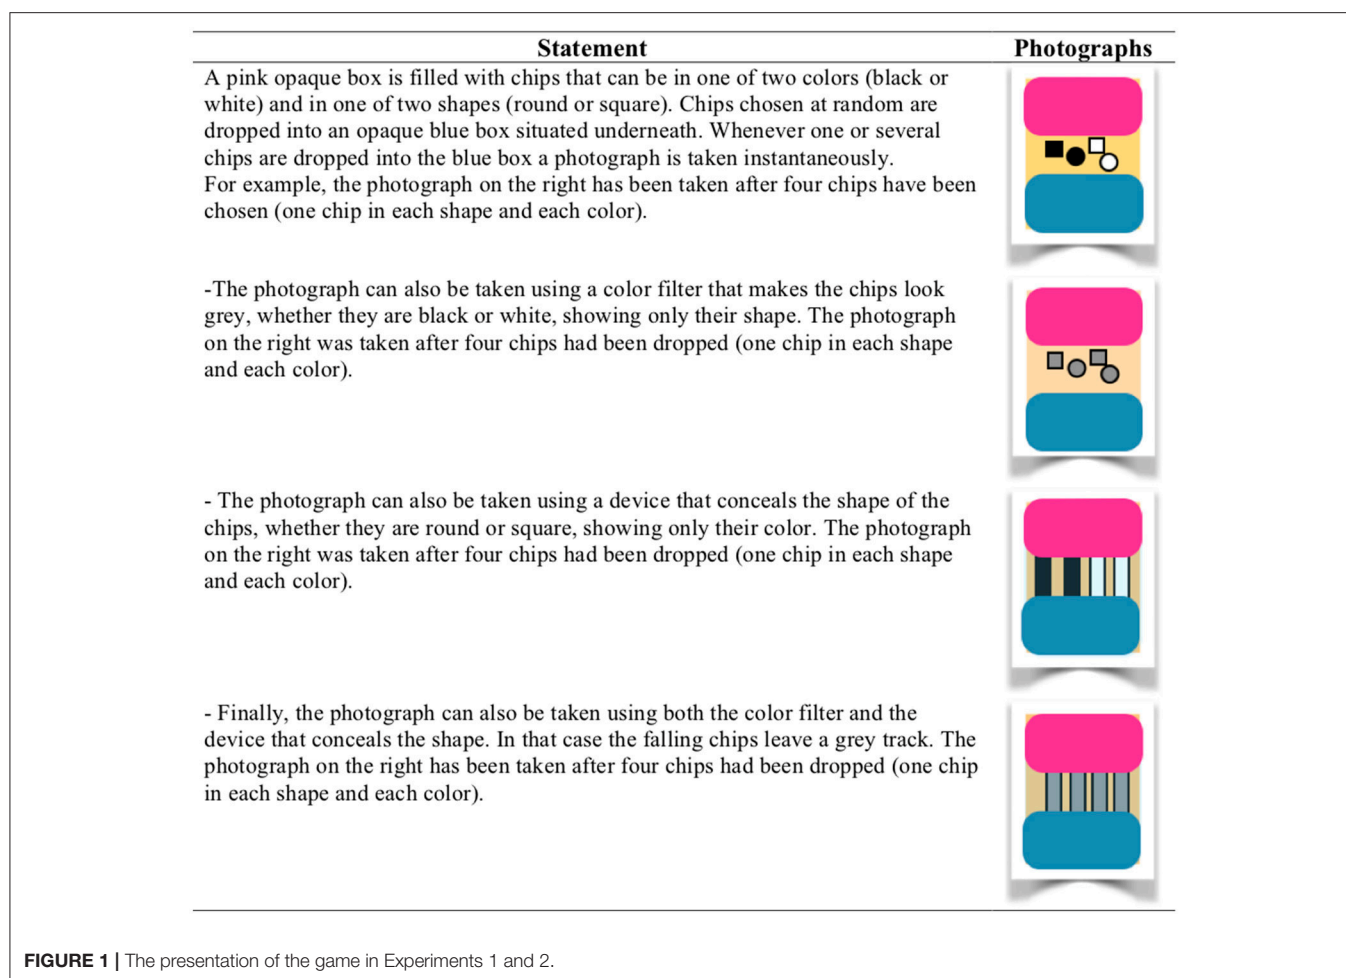 Statement
Photographs
A pink opaque box is filled with chips that can be in one of two colors (black or
white) and in one of two shapes (round or square). Chips chosen at random are
dropped into an opaque blue box situated underneath. Whenever one or several
chips are dropped into the blue box a photograph is taken instantaneously.
For example, the photograph on the right has been taken after four chips have been
chosen (one chip in each shape and each color).
-The photograph can also be taken using a color filter that makes the chips look
grey, whether they are black or white, showing only their shape. The photograph
on the right was taken after four chips had been dropped (one chip in each shape
and each color).
- The photograph can also be taken using a device that conceals the shape of the
chips, whether they are round or square, showing only their color. The photograph
on the right was taken after four chips had been dropped (one chip in each shape
and each color).
- Finally, the photograph can also be taken using both the color filter and the
device that conceals the shape. In that case the falling chips leave a grey track. The
photograph on the right has been taken after four chips had been dropped (one chip
in each shape and each color).
FIGURE 1 | The presentation of the game in Experiments 1 and 2.